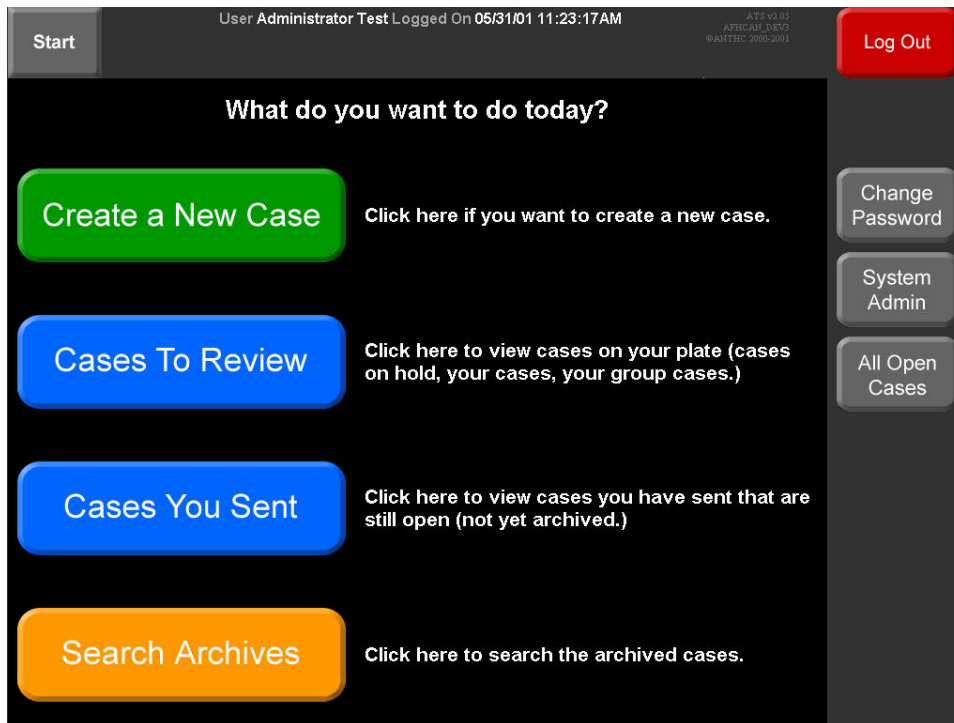 Start
User Administrator Test Logged On 05/31/01 11:23:17AM
ATS v2.05
AFHCAN_DEV3
©ANTHC 2000-2001
Log Out
What do you want to do today?
Create a New Case
Click here if you want to create a new case.
Change
Password
System
Admin
Cases To Review
Click here to view cases on your plate (cases
on hold, your cases, your group cases.)
All Open
Cases
Cases You Sent
Click here to view cases you have sent that are
still open (not yet archived.)
Search Archives
Click here to search the archived cases.